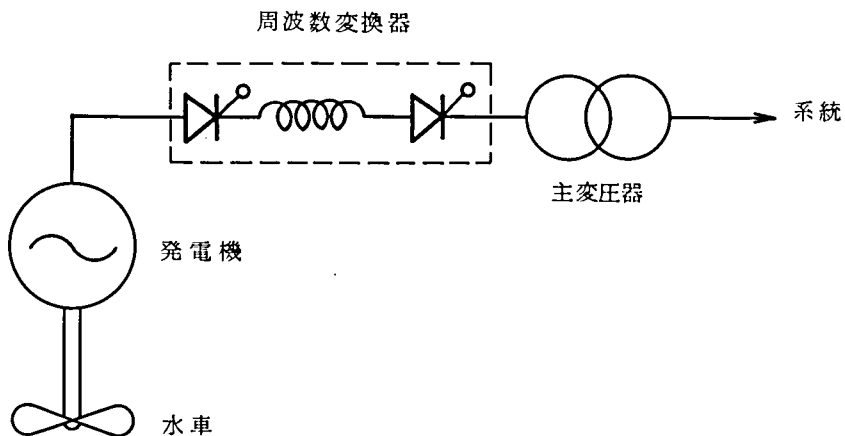 周波数変換器
系統
主変圧器
発電機
水車